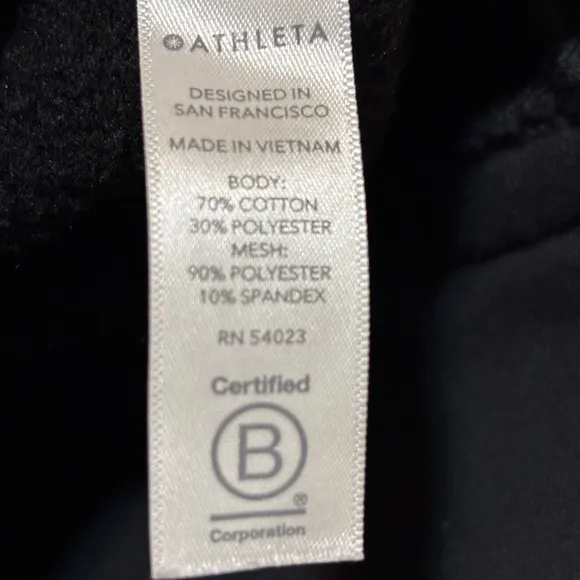 ATHLETA
DESIGNED IN
SAN FRANCISCO
MADE IN VIETNAM
BODY:
70% COTTON
30% POLYESTER
MESH:
90% POLYESTER
10% SPANDEX
RN 54023
Certified
B
®
Corporation